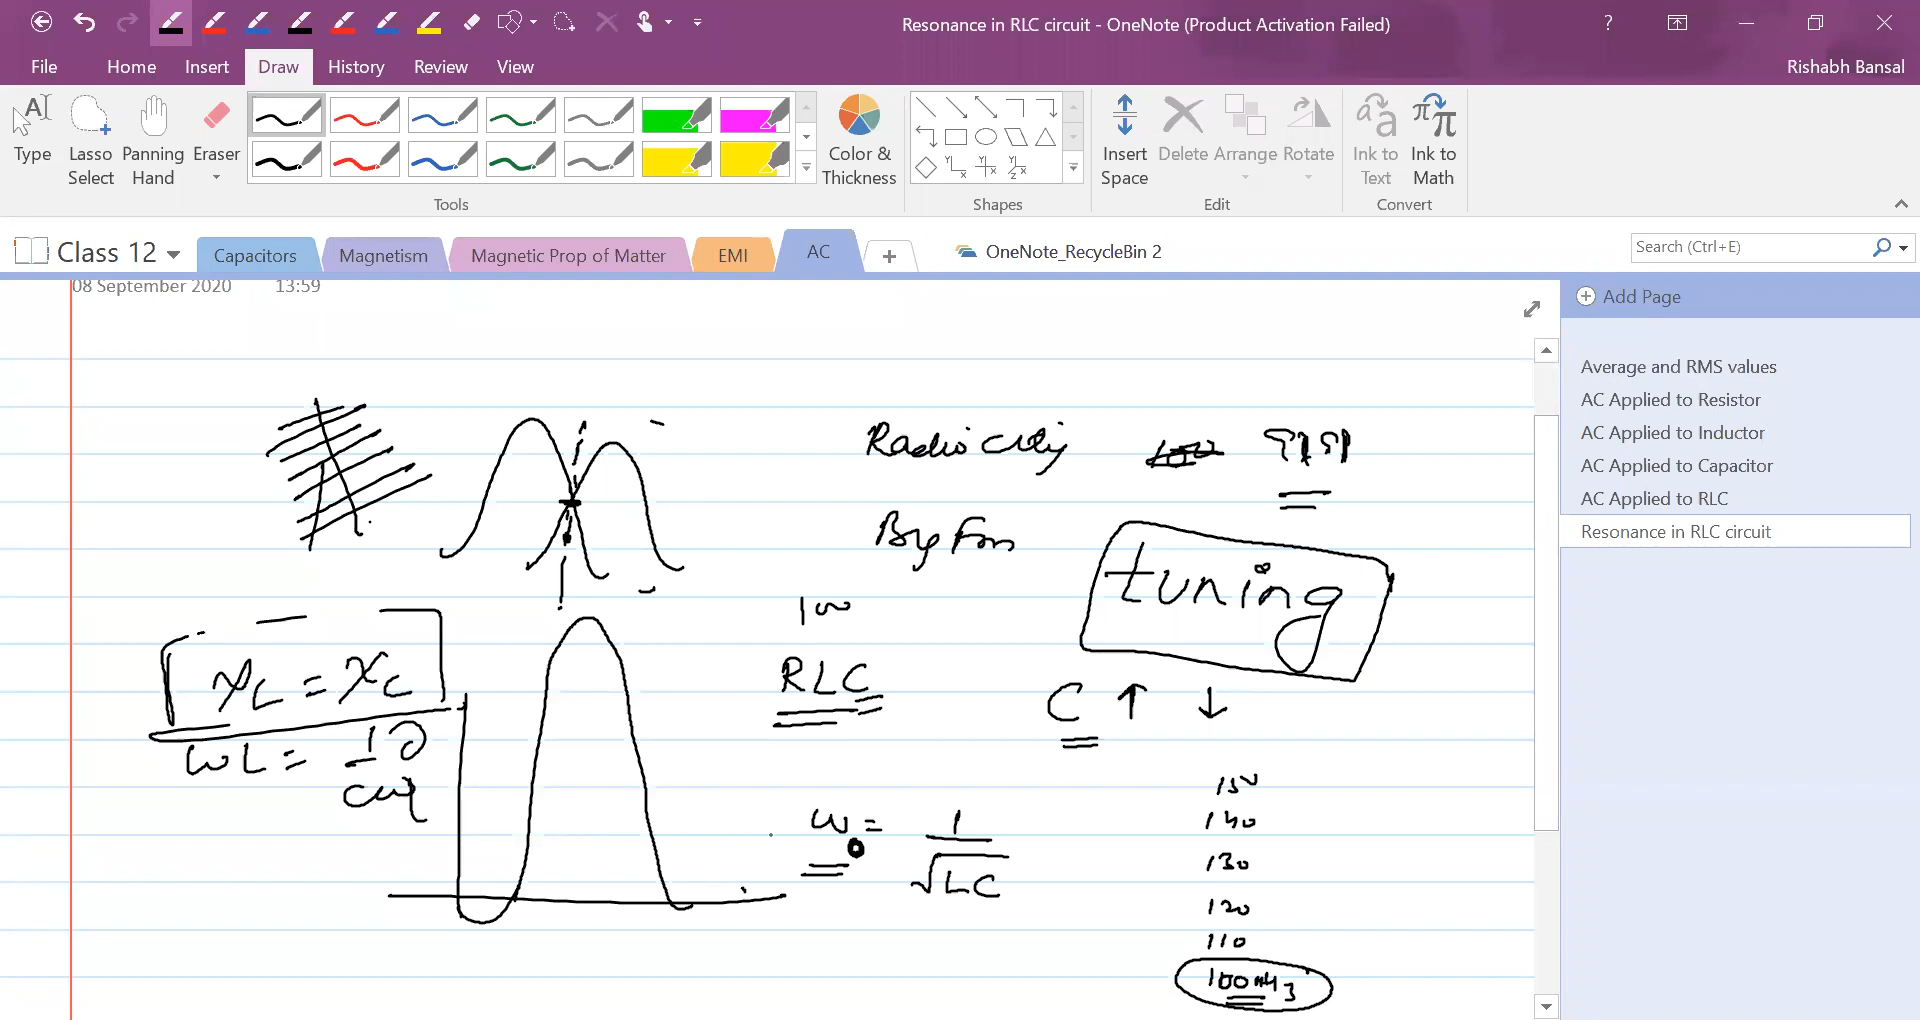 Resonance in RLC circuit - OneNote (Product Activation Failed)
?
File Home Insert Draw History Review View
Rishabh Bansal
Type
Lasso Select
Panning Hand
Eraser
Color & Thickness
Insert Space
Delete
Arrange
Rotate
Ink to Text
Ink to Math
Tools
Shapes
Edit
Convert
Class 12
Capacitors
Magnetism
Magnetic Prop of Matter
EMI
AC
OneNote_RecycleBin 2
Search (Ctrl+E)
08 September 2020 13:59
Add Page
Average and RMS values
AC Applied to Resistor
AC Applied to Inductor
AC Applied to Capacitor
AC Applied to RLC
Resonance in RLC circuit
Radio City
Big Fm
tuning
100
RLC
C ↑ ↓
ωL = 1
ω₀ = 1
√LC
150
140
130
120
110